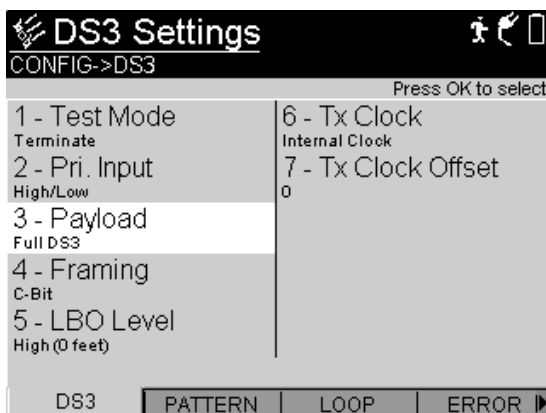 DS3 Settings
CONFIG->DS3
Press OK to select
1 - Test Mode
Terminate
2 - Pri. Input
High/Low
3 - Payload
Full DS3
4 - Framing
C-Bit
5 - LBO Level
High (0 feet)
6 - Tx Clock
Internal Clock
7 - Tx Clock Offset
0
DS3 PATTERN LOOP ERROR